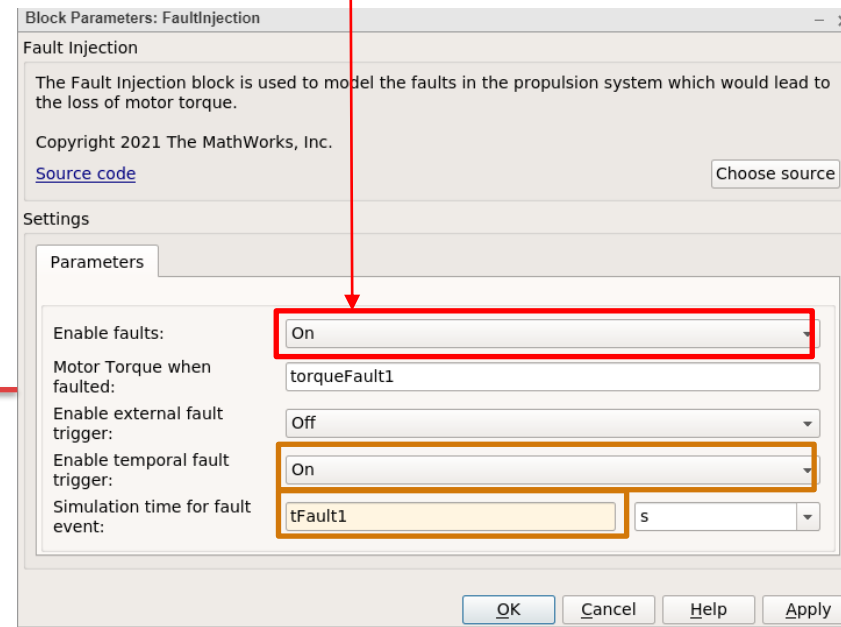 Block Parameters: FaultInjection
Fault Injection
The Fault Injection block is used to model the faults in the propulsion system which would lead to
the loss of motor torque.
Copyright 2021 The MathWorks, Inc.
Source code
Choose source
Settings
Parameters
Enable faults:
On
Motor Torque when
faulted:
torqueFault1
Enable external fault
trigger:
Off
Enable temporal fault
trigger:
On
Simulation time for fault
event:
tFault1
s
OK
Cancel
Help
Apply